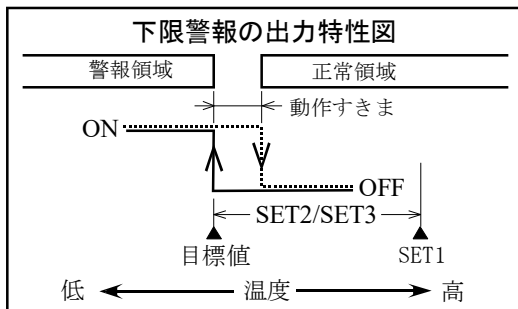 下限警報の出力特性図
警報領域 正常領域
動作すきま
ON
OFF
SET2/SET3
目標値 SET1
低 温度 高